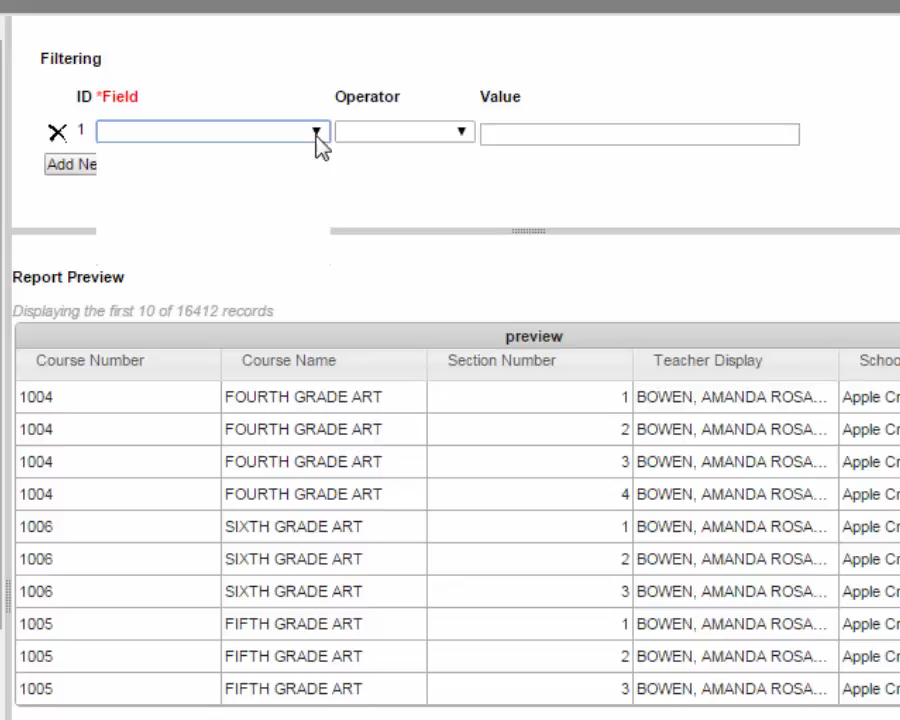 Filtering
ID *Field Operator Value
1
Add Ne
Report Preview
Displaying the first 10 of 16412 records
preview
Course Number Course Name Section Number Teacher Display Schoo
1004 FOURTH GRADE ART 1 BOWEN, AMANDA ROSA... Apple Cr
1004 FOURTH GRADE ART 2 BOWEN, AMANDA ROSA... Apple Cr
1004 FOURTH GRADE ART 3 BOWEN, AMANDA ROSA... Apple Cr
1004 FOURTH GRADE ART 4 BOWEN, AMANDA ROSA... Apple Cr
1006 SIXTH GRADE ART 1 BOWEN, AMANDA ROSA... Apple Cr
1006 SIXTH GRADE ART 2 BOWEN, AMANDA ROSA... Apple Cr
1006 SIXTH GRADE ART 3 BOWEN, AMANDA ROSA... Apple Cr
1005 FIFTH GRADE ART 1 BOWEN, AMANDA ROSA... Apple Cr
1005 FIFTH GRADE ART 2 BOWEN, AMANDA ROSA... Apple Cr
1005 FIFTH GRADE ART 3 BOWEN, AMANDA ROSA... Apple Cr